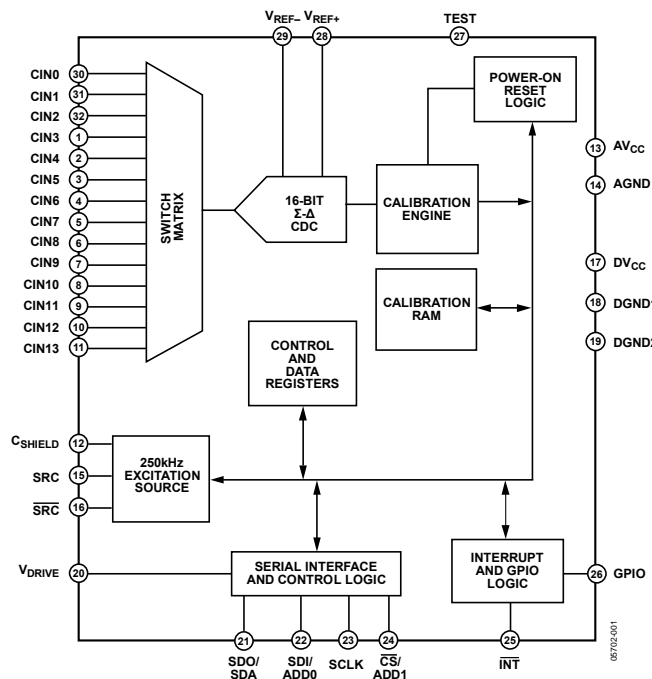 VREF– VREF+ TEST
29 28 27
CIN0 30
CIN1 31
CIN2 32
CIN3 1
CIN4 2
CIN5 3
CIN6 4
CIN7 5
CIN8 6
CIN9 7
CIN10 8
CIN11 9
CIN12 10
CIN13 11
SWITCH
MATRIX
16-BIT
Σ-Δ
CDC
POWER-ON
RESET
LOGIC
CALIBRATION
ENGINE
CALIBRATION
RAM
CONTROL
AND
DATA
REGISTERS
13 AVCC
14 AGND
17 DVCC
18 DGND1
19 DGND2
CSHIELD 12
SRC 15
SRC 16
250kHz
EXCITATION
SOURCE
VDRIVE 20
SERIAL INTERFACE
AND CONTROL LOGIC
INTERRUPT
AND GPIO
LOGIC
26 GPIO
21 22 23 24 25
SDO/
SDA
SDI/
ADD0
SCLK
CS/
ADD1
INT
05702-001